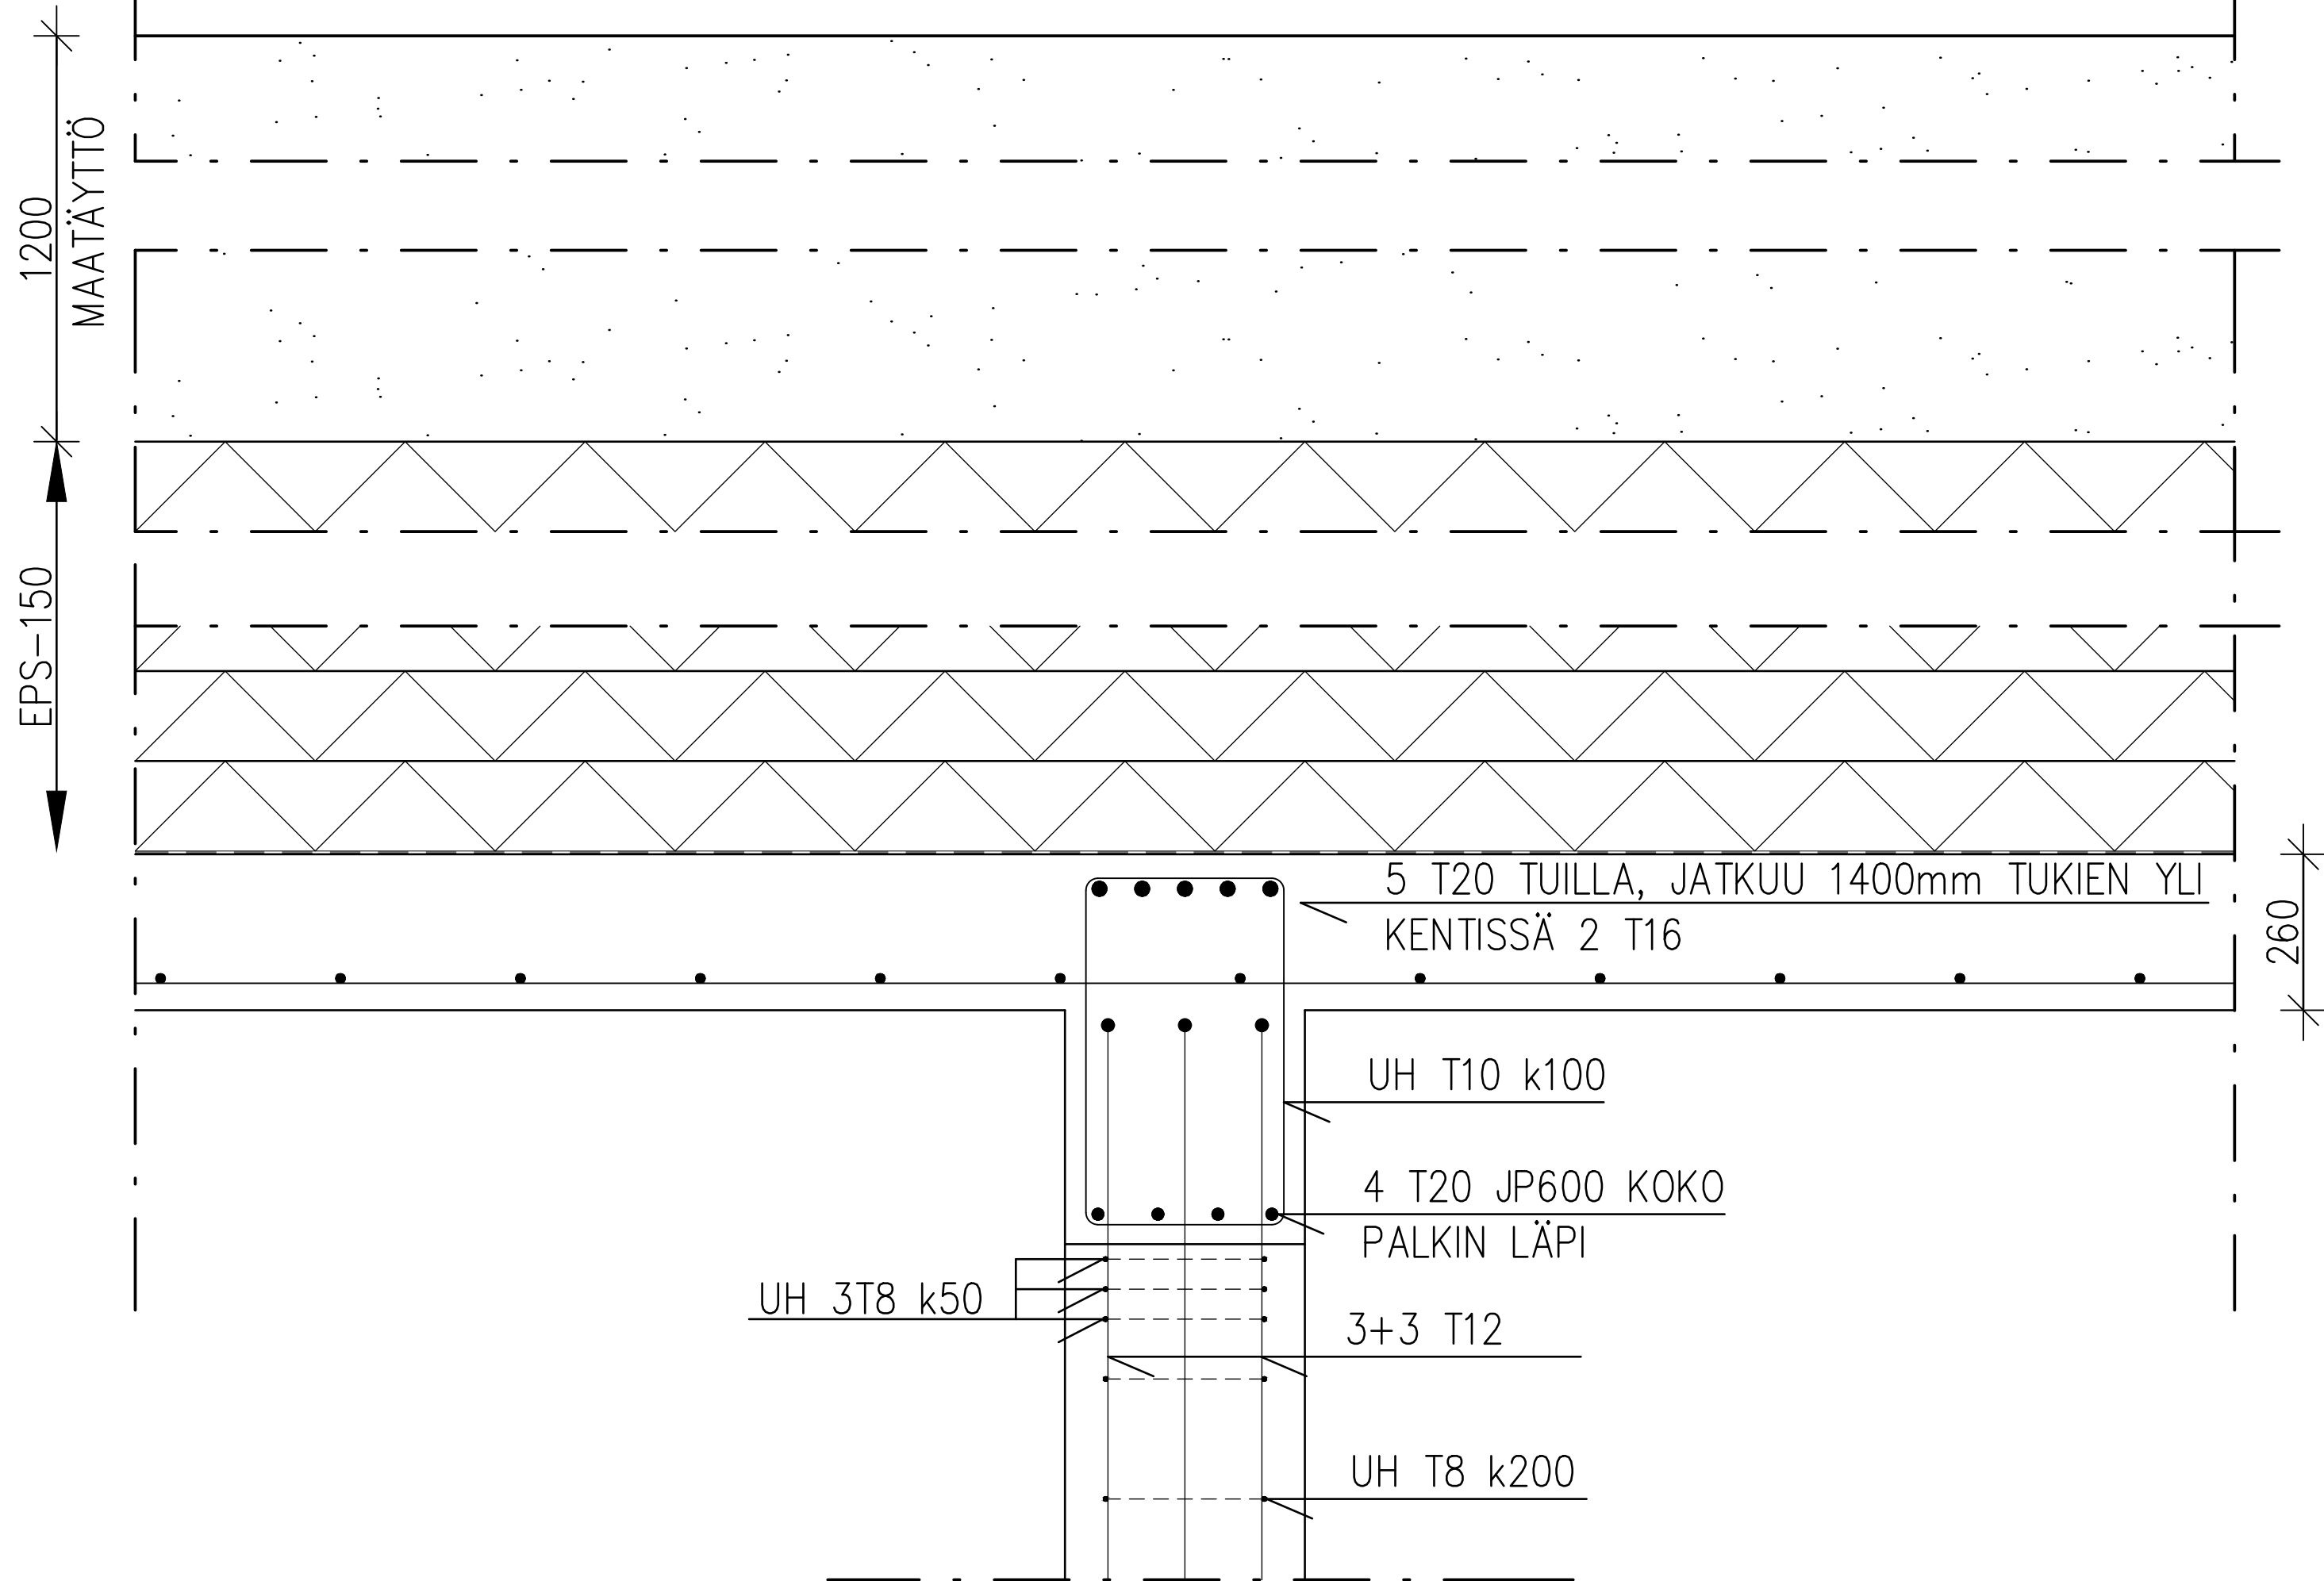 1200
MAATÄYTTÖ
EPS-150
5 T20 TUILLA, JATKUU 1400mm TUKIEN YLI
KENTISSÄ 2 T16
260
UH T10 k100
4 T20 JP600 KOKO
PALKIN LÄPI
UH 3T8 k50
3+3 T12
UH T8 k200